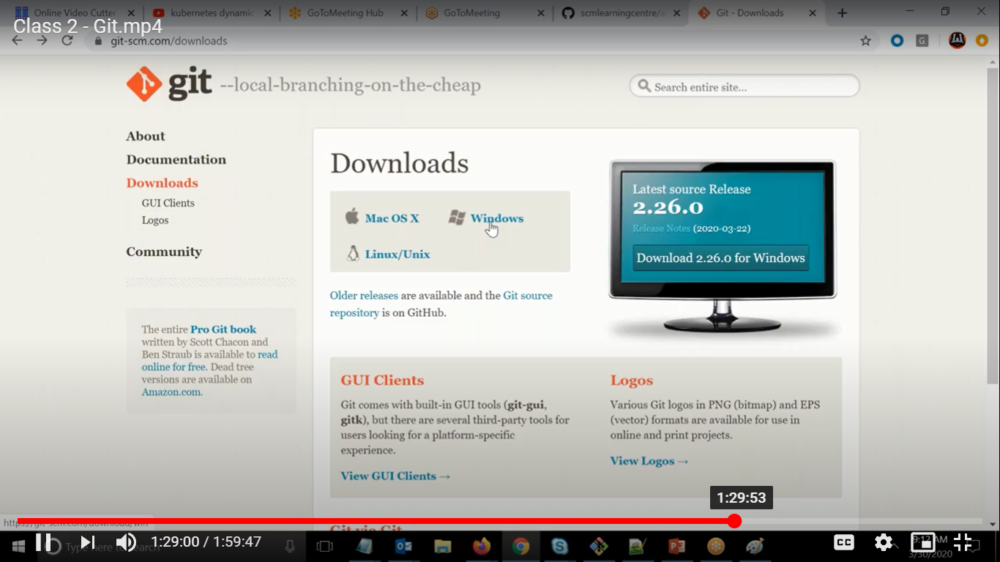 Online Video Cutter
kubernetes dynamic
GoToMeeting Hub
GoToMeeting
scmlearningcentre/a
Git - Downloads
Class 2 - Git.mp4
git-scm.com/downloads
G
git --local-branching-on-the-cheap
Search entire site...
About
Documentation
Downloads
GUI Clients
Logos
Community
The entire Pro Git book
written by Scott Chacon and
Ben Straub is available to read
online for free. Dead tree
versions are available on
Amazon.com.
Downloads
Mac OS X
Windows
Linux/Unix
Older releases are available and the Git source
repository is on GitHub.
Latest source Release
2.26.0
Release Notes (2020-03-22)
Download 2.26.0 for Windows
GUI Clients
Git comes with built-in GUI tools (git-gui,
gitk), but there are several third-party tools for
users looking for a platform-specific
experience.
View GUI Clients →
Logos
Various Git logos in PNG (bitmap) and EPS
(vector) formats are available for use in
online and print projects.
View Logos →
1:29:53
https://git-scm.com/download/win
Git via Git
Type here to search
1:29:00 / 1:59:47
CC
9:12 AM
3/30/2020